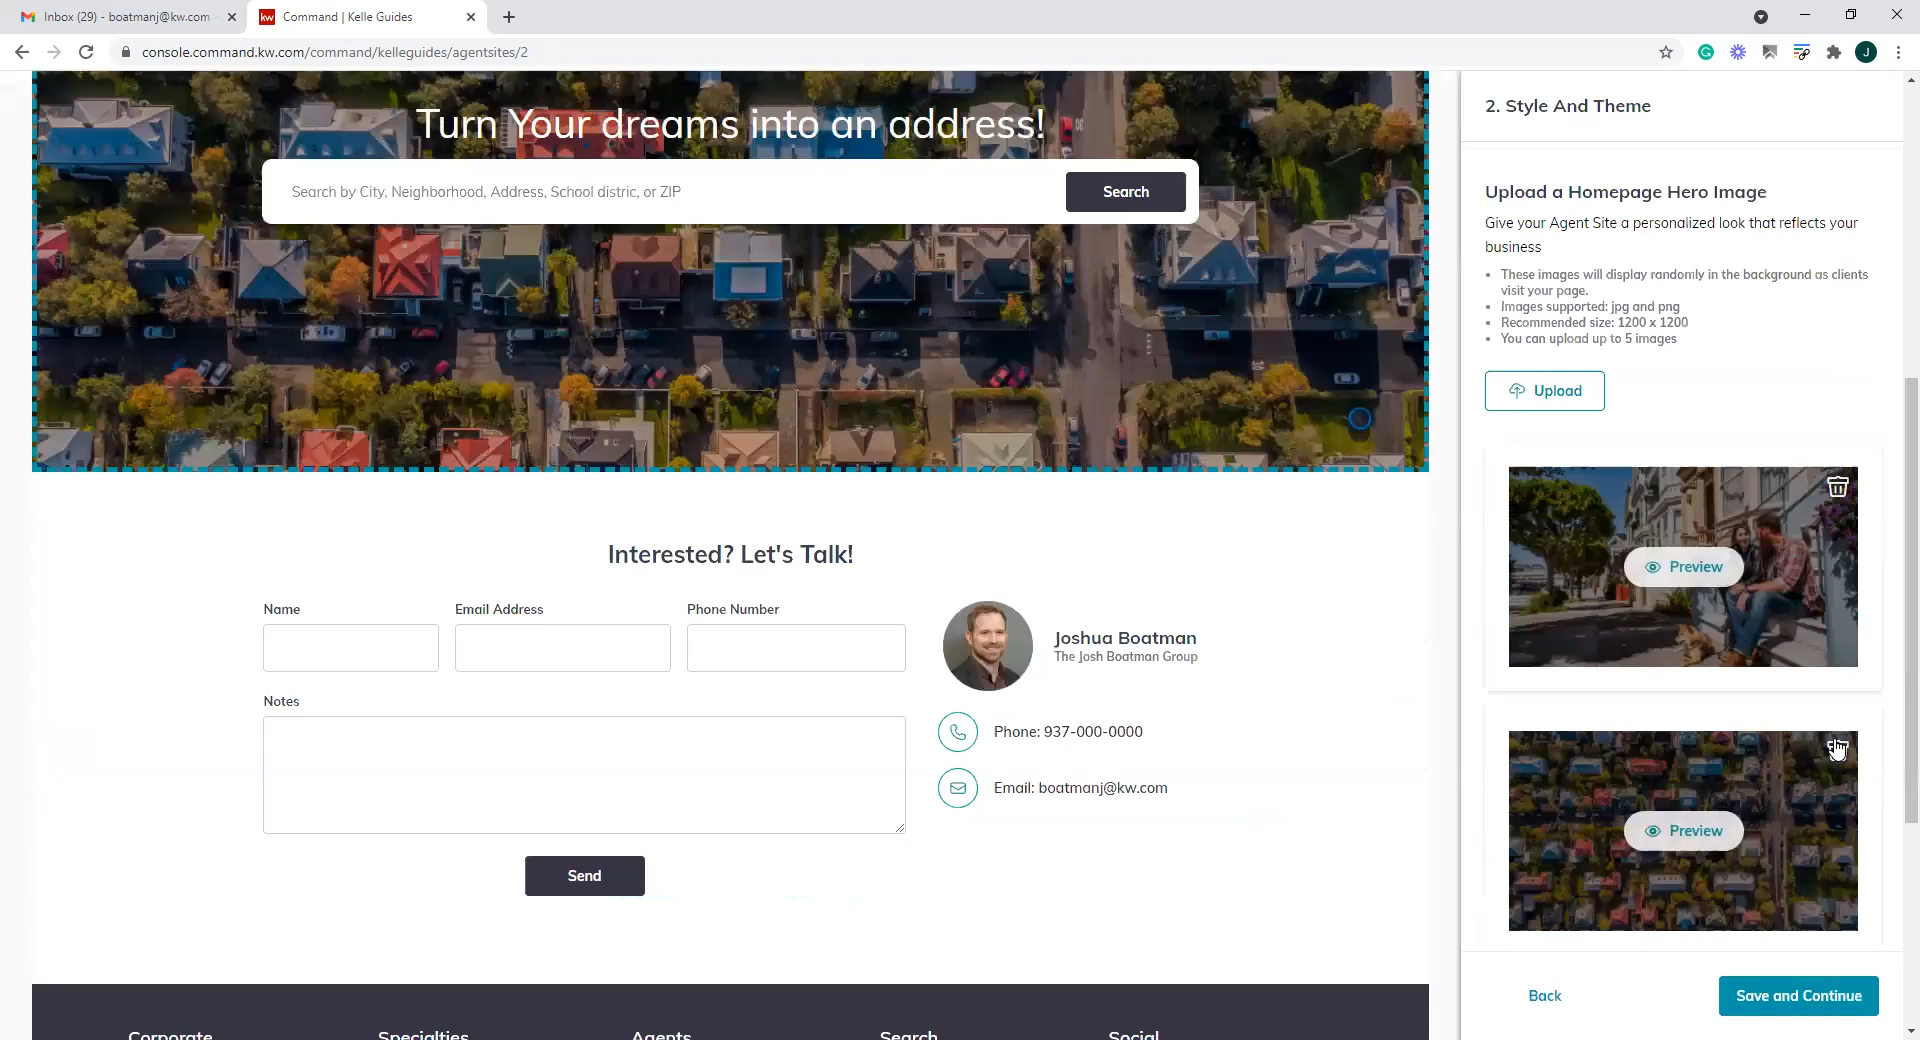 Inbox (29) - boatmanj@kw.com -
kw
Command | Kelle Guides
console.command.kw.com/command/kelleguides/agentsites/2
G
J
Turn Your dreams into an address!
Search by City, Neighborhood, Address, School distric, or ZIP
Search
Interested? Let's Talk!
Name
Email Address
Phone Number
Notes
Send
Joshua Boatman
The Josh Boatman Group
Phone: 937-000-0000
Email: boatmanj@kw.com
Corporate
Specialties
Agents
Search
Social
2. Style And Theme
Upload a Homepage Hero Image
Give your Agent Site a personalized look that reflects your
business
• These images will display randomly in the background as clients
visit your page.
• Images supported: jpg and png
• Recommended size: 1200 x 1200
• You can upload up to 5 images
Upload
Preview
Preview
Back
Save and Continue